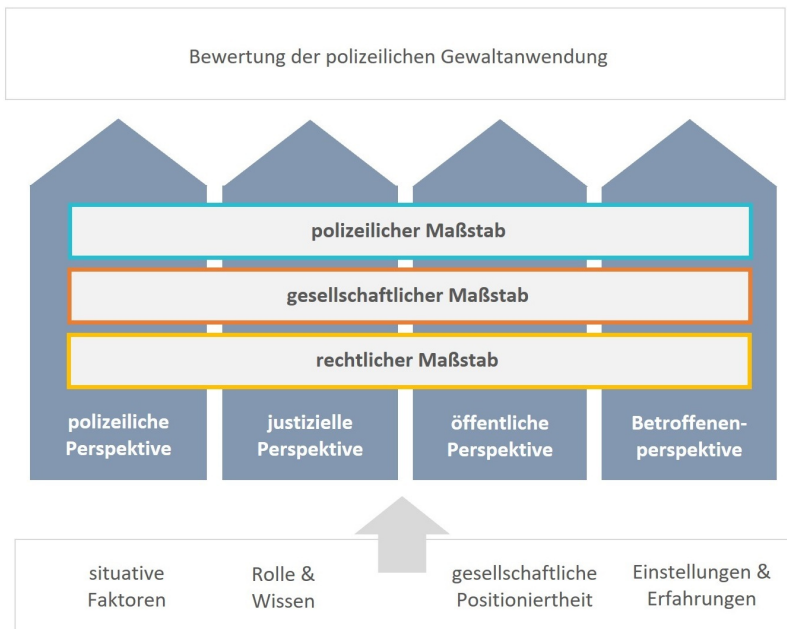 Bewertung der polizeilichen Gewaltanwendung
polizeilicher Maßstab
gesellschaftlicher Maßstab
rechtlicher Maßstab
polizeiliche
Perspektive
justizielle
Perspektive
öffentliche
Perspektive
Betroffenen-
perspektive
situative
Faktoren
Rolle &
Wissen
gesellschaftliche
Positioniertheit
Einstellungen &
Erfahrungen